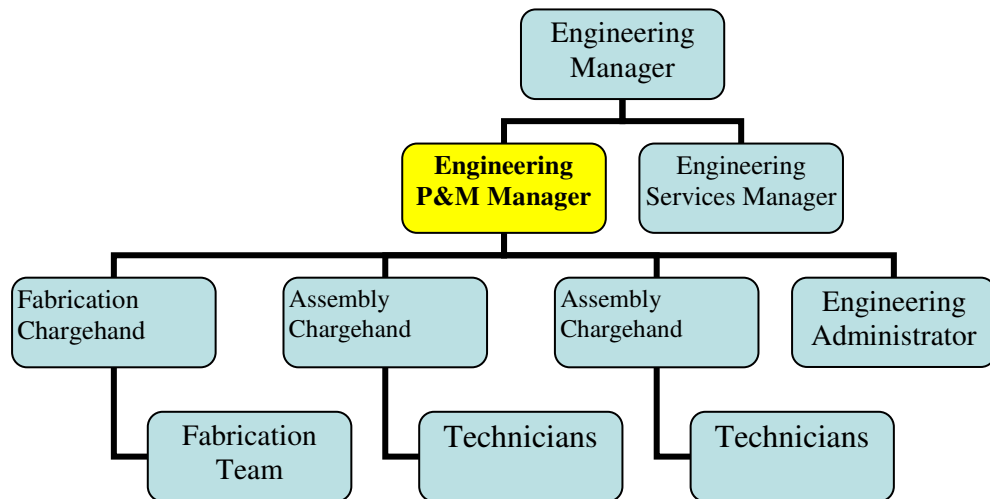 Engineering
Manager
Engineering
P&M Manager
Engineering
Services Manager
Fabrication
Chargehand
Assembly
Chargehand
Assembly
Chargehand
Engineering
Administrator
Fabrication
Team
Technicians
Technicians